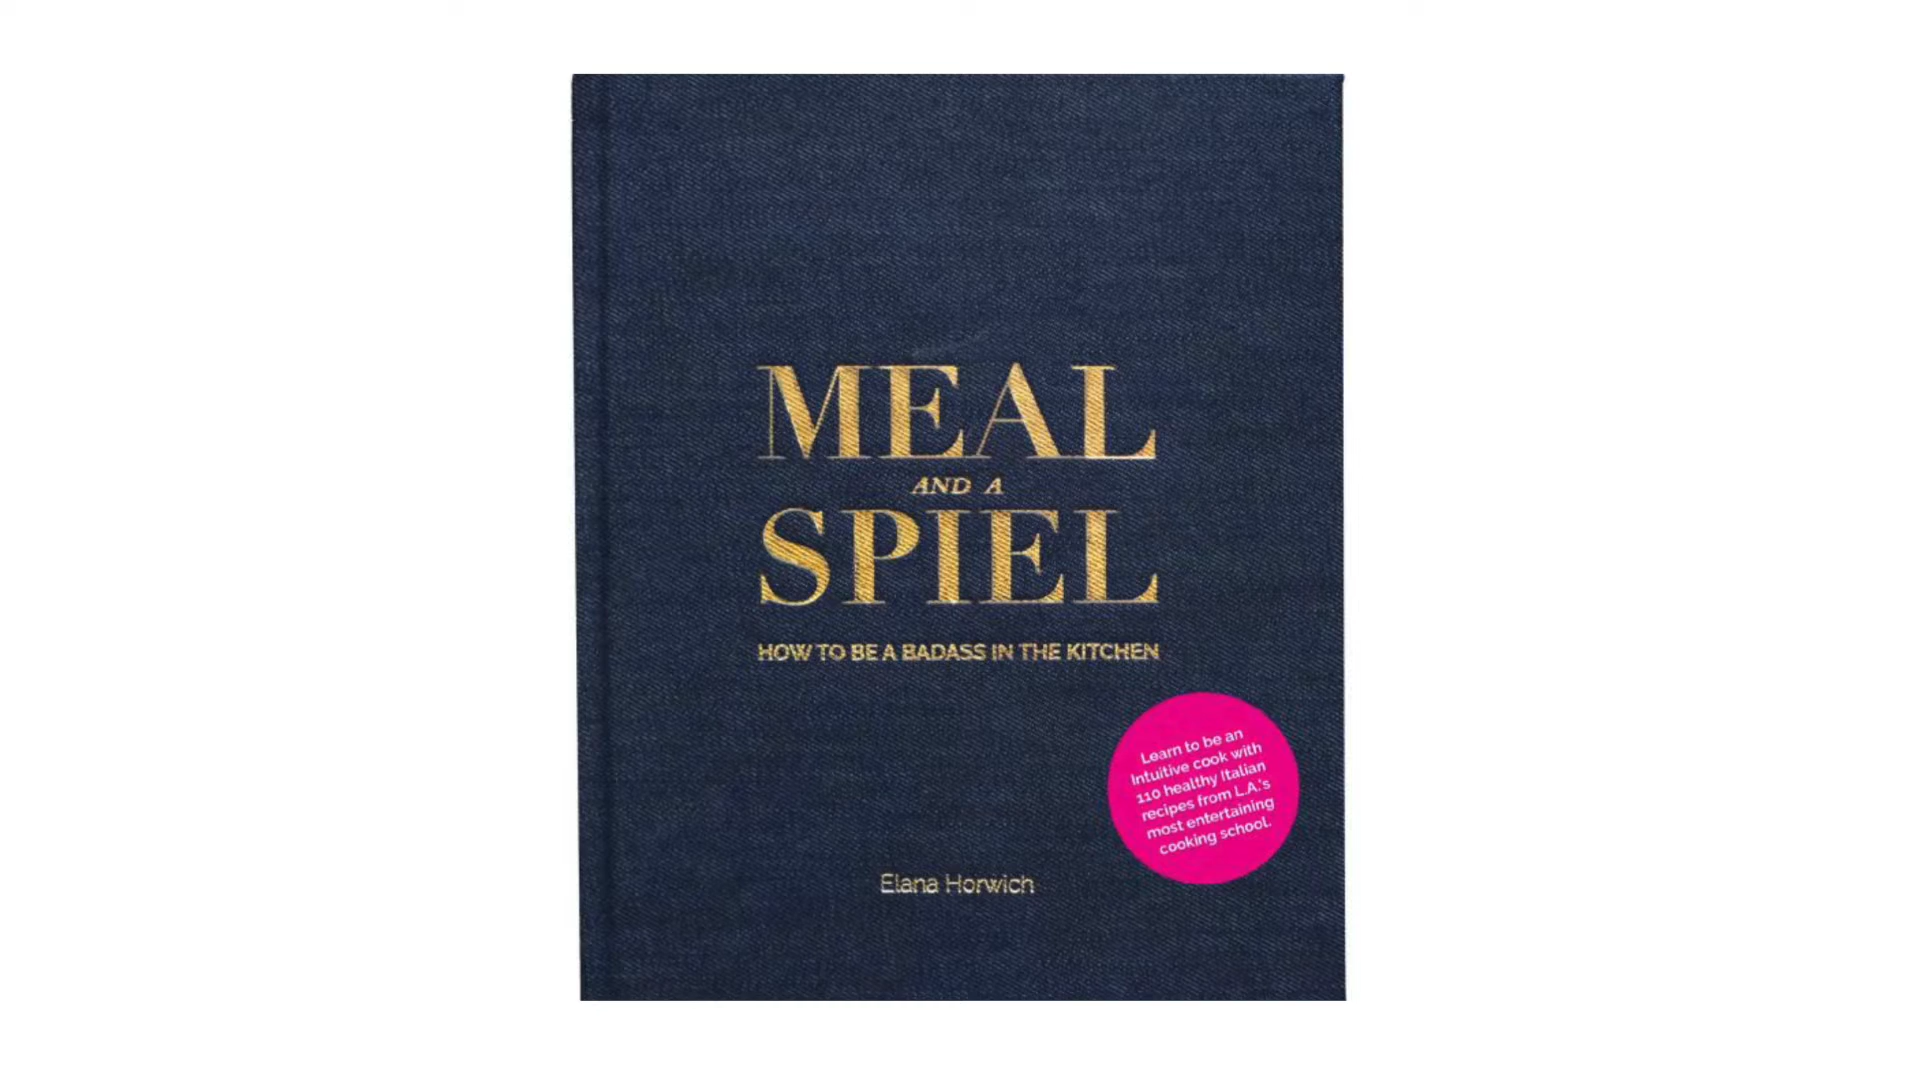 MEAL
AND A
SPIEL
HOW TO BE A BADASS IN THE KITCHEN
Learn to be an
Intuitive cook with
110 healthy Italian
recipes from L.A.'s
most entertaining
cooking school.
Elana Horwich